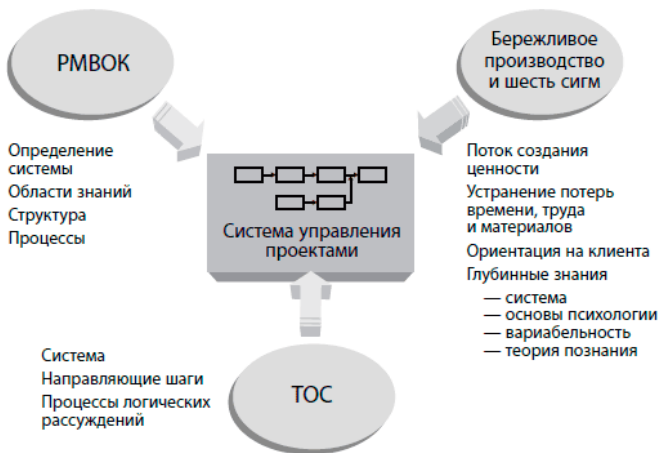 PMBOK
Определение
системы
Области знаний
Структура
Процессы
Бережливое
производство
и шесть сигм
Поток создания
ценности
Устранение потерь
времени, труда
и материалов
Ориентация на клиента
Глубинные знания
— система
— основы психологии
— вариабельность
— теория познания
Система управления
проектами
Система
Направляющие шаги
Процессы логических
рассуждений
ТОС